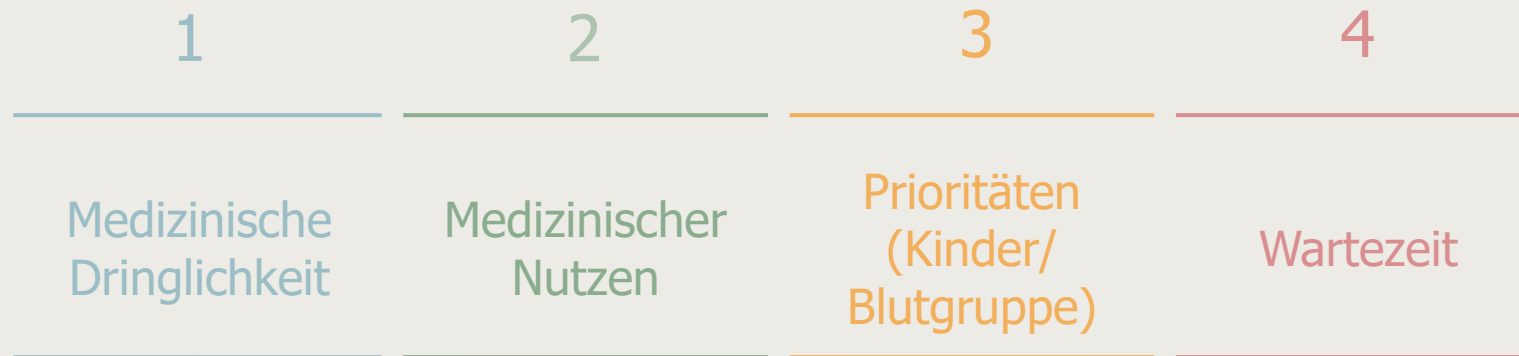 1
Medizinische
Dringlichkeit
2
Medizinischer
Nutzen
3
Prioritäten
(Kinder/
Blutgruppe)
4
Wartezeit